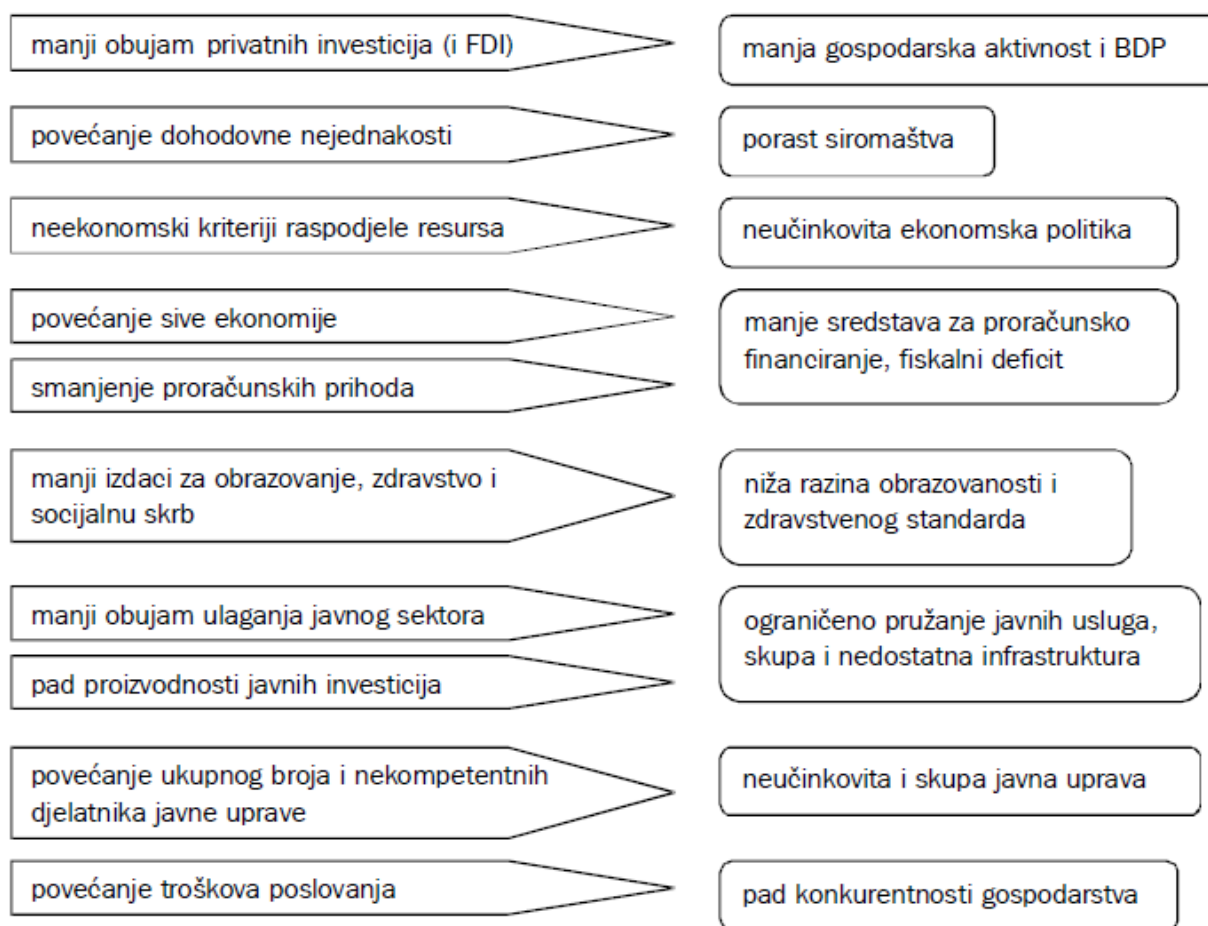 manji obujam privatnih investicija (i FDI)
manja gospodarska aktivnost i BDP
povećanje dohodovne nejednakosti
porast siromaštva
neekonomski kriteriji raspodjele resursa
neučinkovita ekonomska politika
povećanje sive ekonomije
smanjenje proračunskih prihoda
manje sredstava za proračunsko
financiranje, fiskalni deficit
manji izdaci za obrazovanje, zdravstvo i
socijalnu skrb
niža razina obrazovanosti i
zdravstvenog standarda
manji obujam ulaganja javnog sektora
pad proizvodnosti javnih investicija
ograničeno pružanje javnih usluga,
skupa i nedostatna infrastruktura
povećanje ukupnog broja i nekompetentnih
djelatnika javne uprave
neučinkovita i skupa javna uprava
povećanje troškova poslovanja
pad konkurentnosti gospodarstva